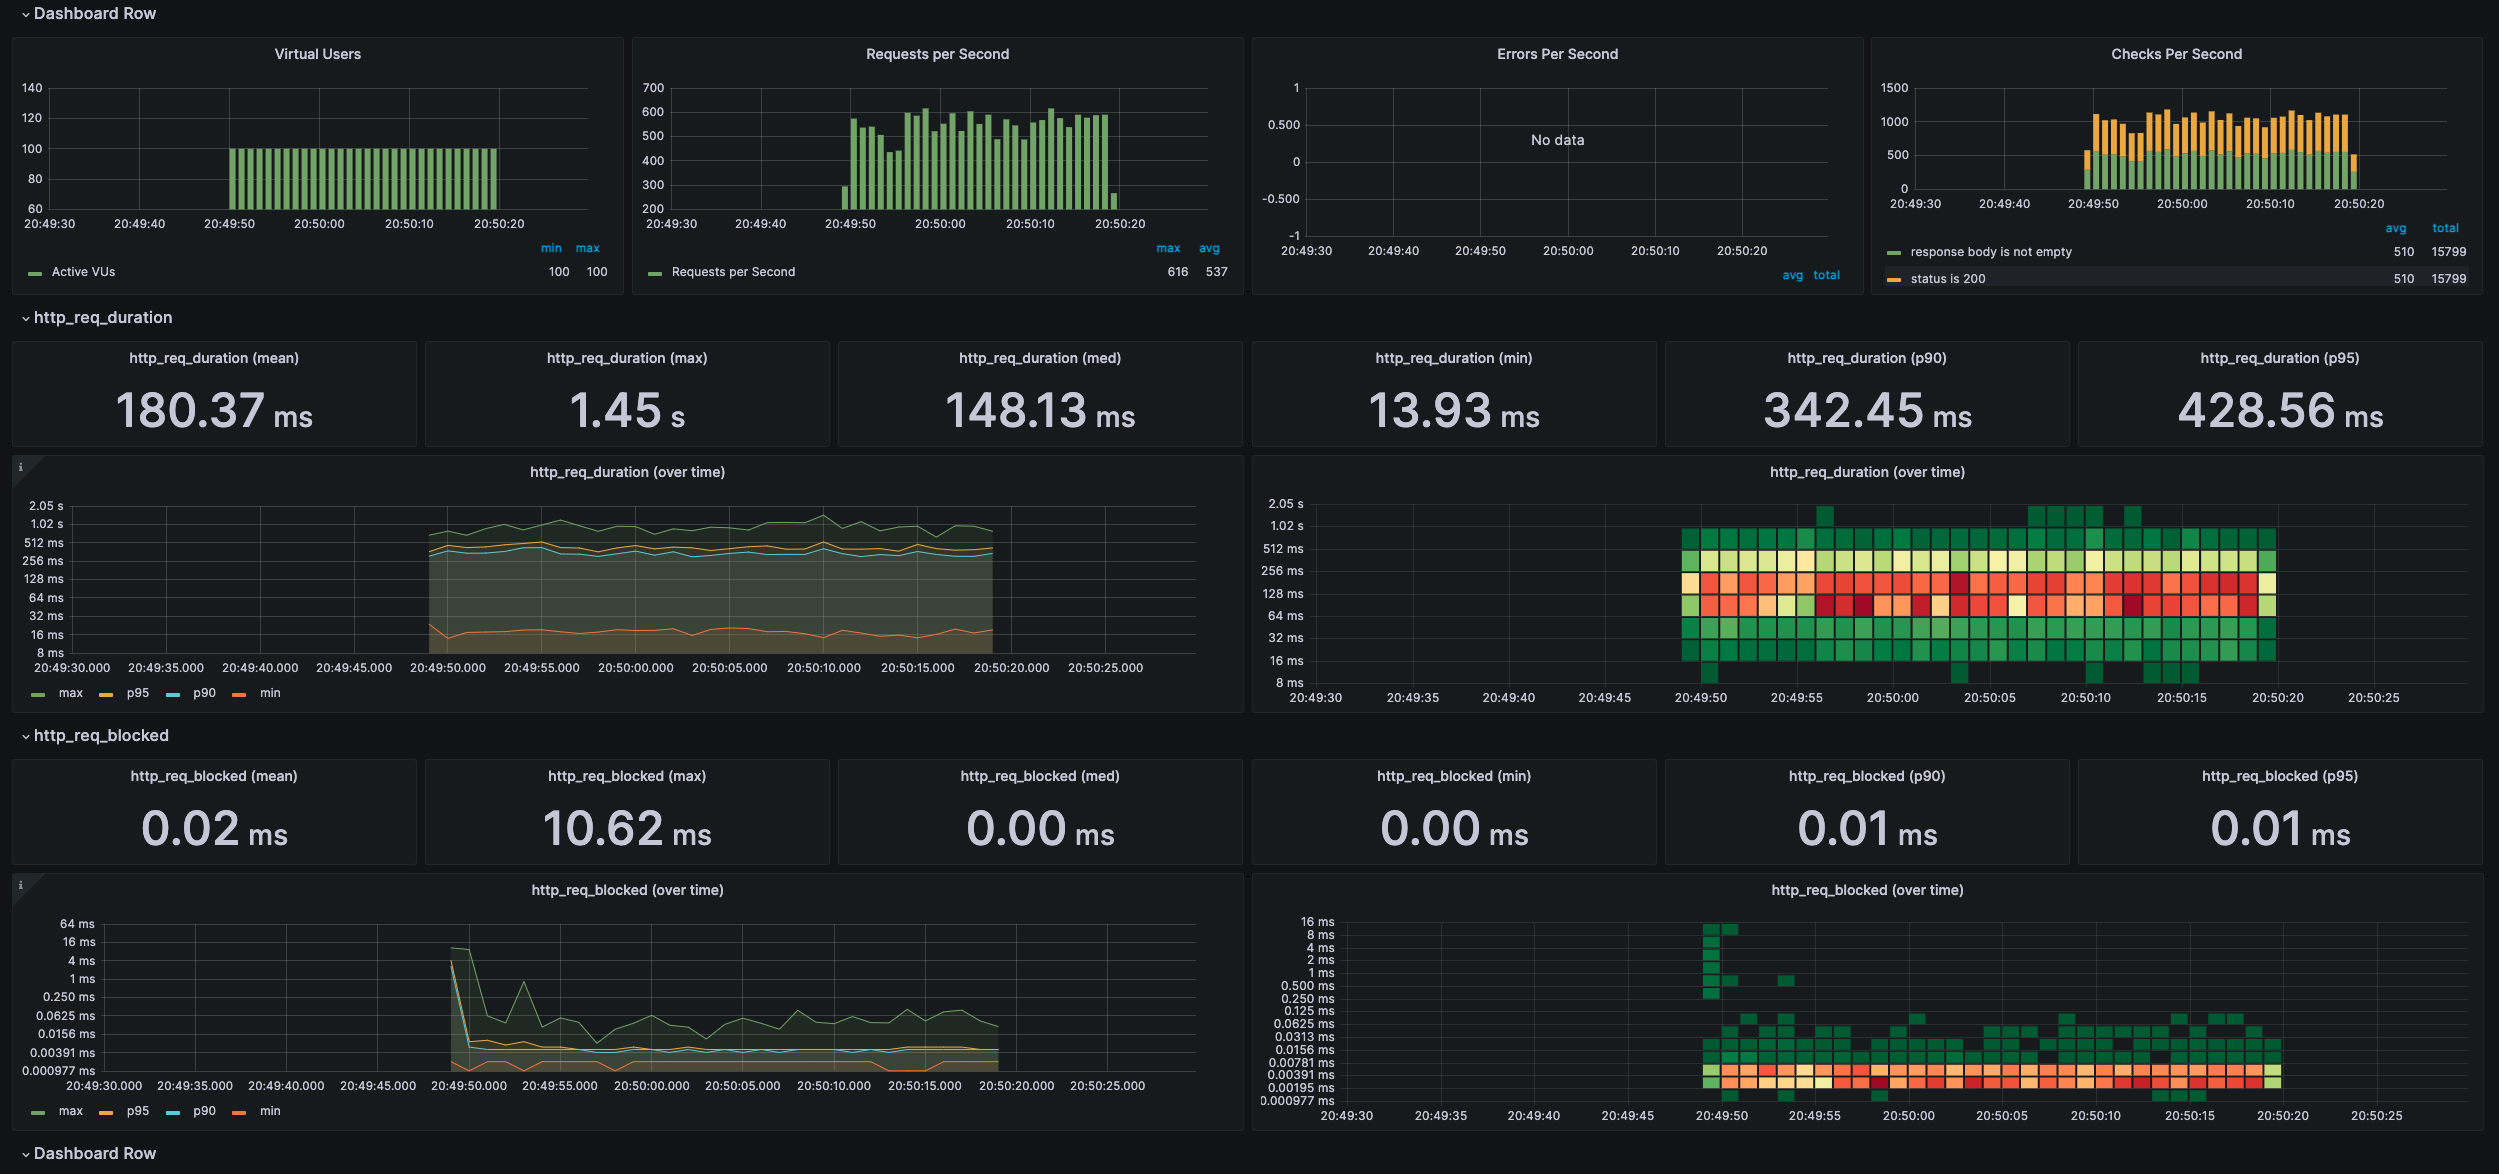 Dashboard Row
Virtual Users
140
120
100
80
60
20:49:30 20:49:40 20:49:50 20:50:00 20:50:10 20:50:20
min max
Active VUs 100 100
Requests per Second
700
600
500
400
300
200
20:49:30 20:49:40 20:49:50 20:50:00 20:50:10 20:50:20
max avg
Requests per Second 616 537
Errors Per Second
1
0.500
No data
0
-0.500
-1
20:49:30 20:49:40 20:49:50 20:50:00 20:50:10 20:50:20
avg total
Checks Per Second
1500
1000
500
0
20:49:30 20:49:40 20:49:50 20:50:00 20:50:10 20:50:20
avg total
response body is not empty 510 15799
status is 200 510 15799
http_req_duration
http_req_duration (mean)
180.37 ms
http_req_duration (max)
1.45 s
http_req_duration (med)
148.13 ms
http_req_duration (min)
13.93 ms
http_req_duration (p90)
342.45 ms
http_req_duration (p95)
428.56 ms
i
http_req_duration (over time)
2.05 s
1.02 s
512 ms
256 ms
128 ms
64 ms
32 ms
16 ms
8 ms
20:49:30.000 20:49:35.000 20:49:40.000 20:49:45.000 20:49:50.000 20:49:55.000 20:50:00.000 20:50:05.000 20:50:10.000 20:50:15.000 20:50:20.000 20:50:25.000
max p95 p90 min
http_req_duration (over time)
2.05 s
1.02 s
512 ms
256 ms
128 ms
64 ms
32 ms
16 ms
8 ms
20:49:30 20:49:35 20:49:40 20:49:45 20:49:50 20:49:55 20:50:00 20:50:05 20:50:10 20:50:15 20:50:20 20:50:25
http_req_blocked
http_req_blocked (mean)
0.02 ms
http_req_blocked (max)
10.62 ms
http_req_blocked (med)
0.00 ms
http_req_blocked (min)
0.00 ms
http_req_blocked (p90)
0.01 ms
http_req_blocked (p95)
0.01 ms
i
http_req_blocked (over time)
64 ms
16 ms
4 ms
1 ms
0.250 ms
0.0625 ms
0.0156 ms
0.00391 ms
0.000977 ms
20:49:30.000 20:49:35.000 20:49:40.000 20:49:45.000 20:49:50.000 20:49:55.000 20:50:00.000 20:50:05.000 20:50:10.000 20:50:15.000 20:50:20.000 20:50:25.000
max p95 p90 min
http_req_blocked (over time)
16 ms
8 ms
4 ms
2 ms
1 ms
0.500 ms
0.250 ms
0.125 ms
0.0625 ms
0.0313 ms
0.0156 ms
0.00781 ms
0.00391 ms
0.00195 ms
0.000977 ms
20:49:30 20:49:35 20:49:40 20:49:45 20:49:50 20:49:55 20:50:00 20:50:05 20:50:10 20:50:15 20:50:20 20:50:25
Dashboard Row